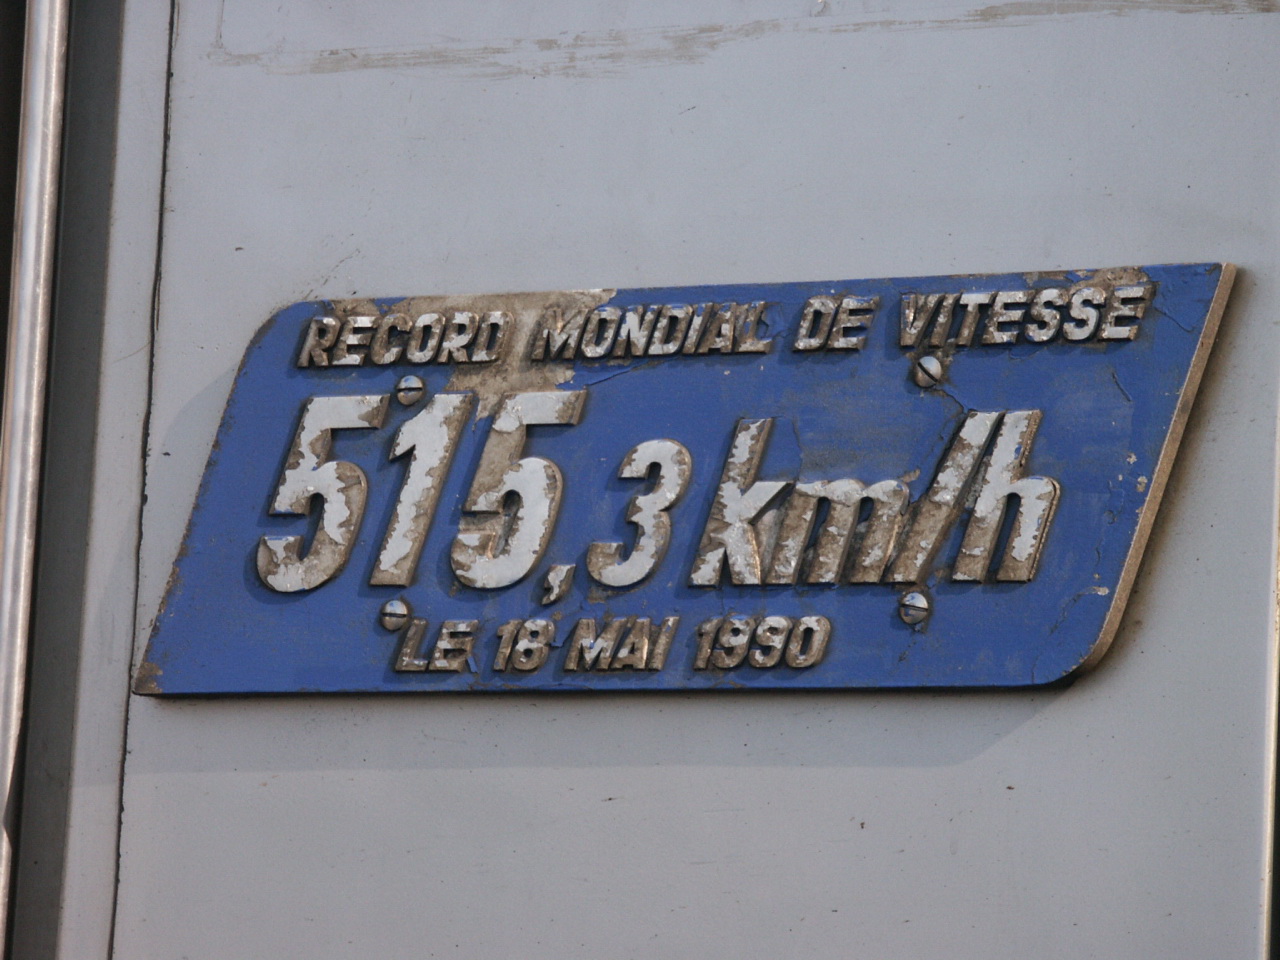 RECORD MONDIAL DE VITESSE
515,3 km/h
LE 18 MAI 1990